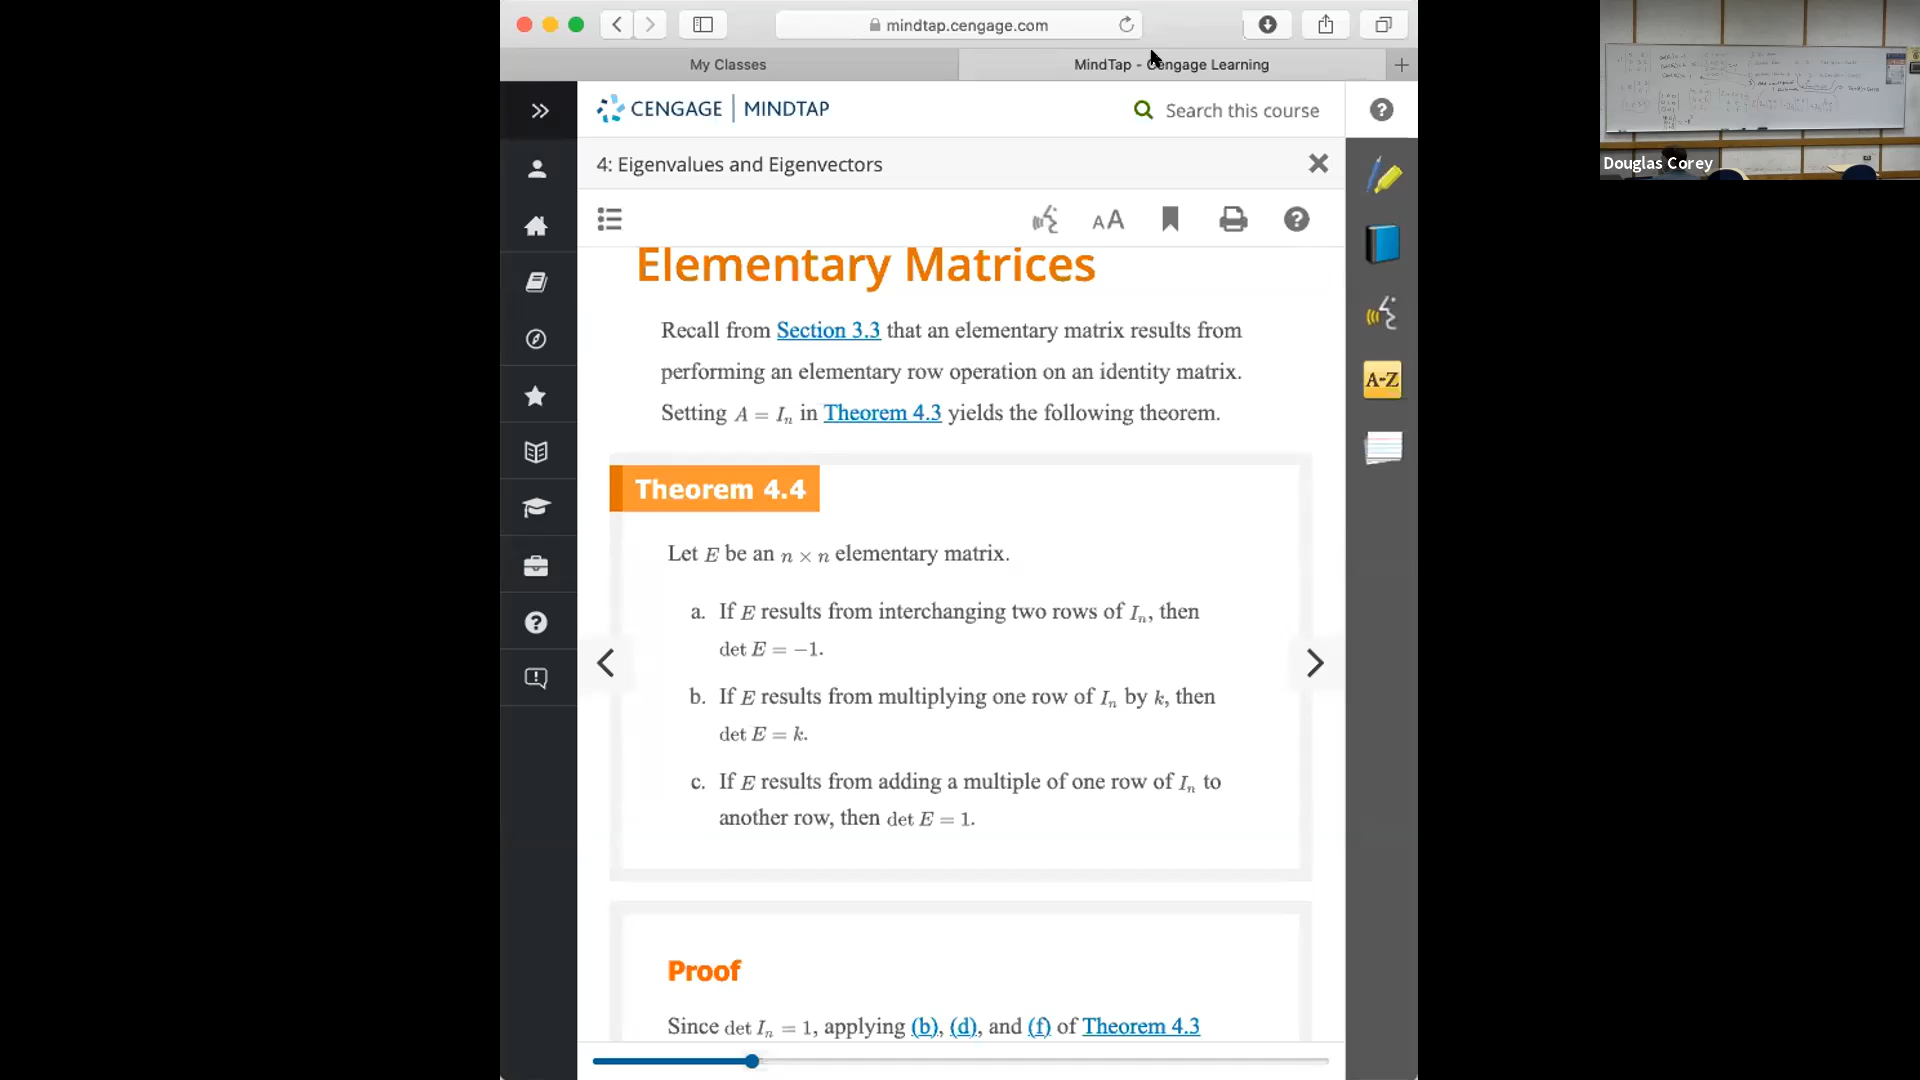 mindtap.cengage.com
My Classes
MindTap - Cengage Learning
CENGAGE | MINDTAP
Search this course
4: Eigenvalues and Eigenvectors
AA
Elementary Matrices
Recall from Section 3.3 that an elementary matrix results from
performing an elementary row operation on an identity matrix.
Setting A = Iₙ in Theorem 4.3 yields the following theorem.
A-Z
Theorem 4.4
Let E be an n × n elementary matrix.
a. If E results from interchanging two rows of Iₙ, then
det E = −1.
b. If E results from multiplying one row of Iₙ by k, then
det E = k.
c. If E results from adding a multiple of one row of Iₙ to
another row, then det E = 1.
Proof
Since det Iₙ = 1, applying (b), (d), and (f) of Theorem 4.3
Douglas Corey